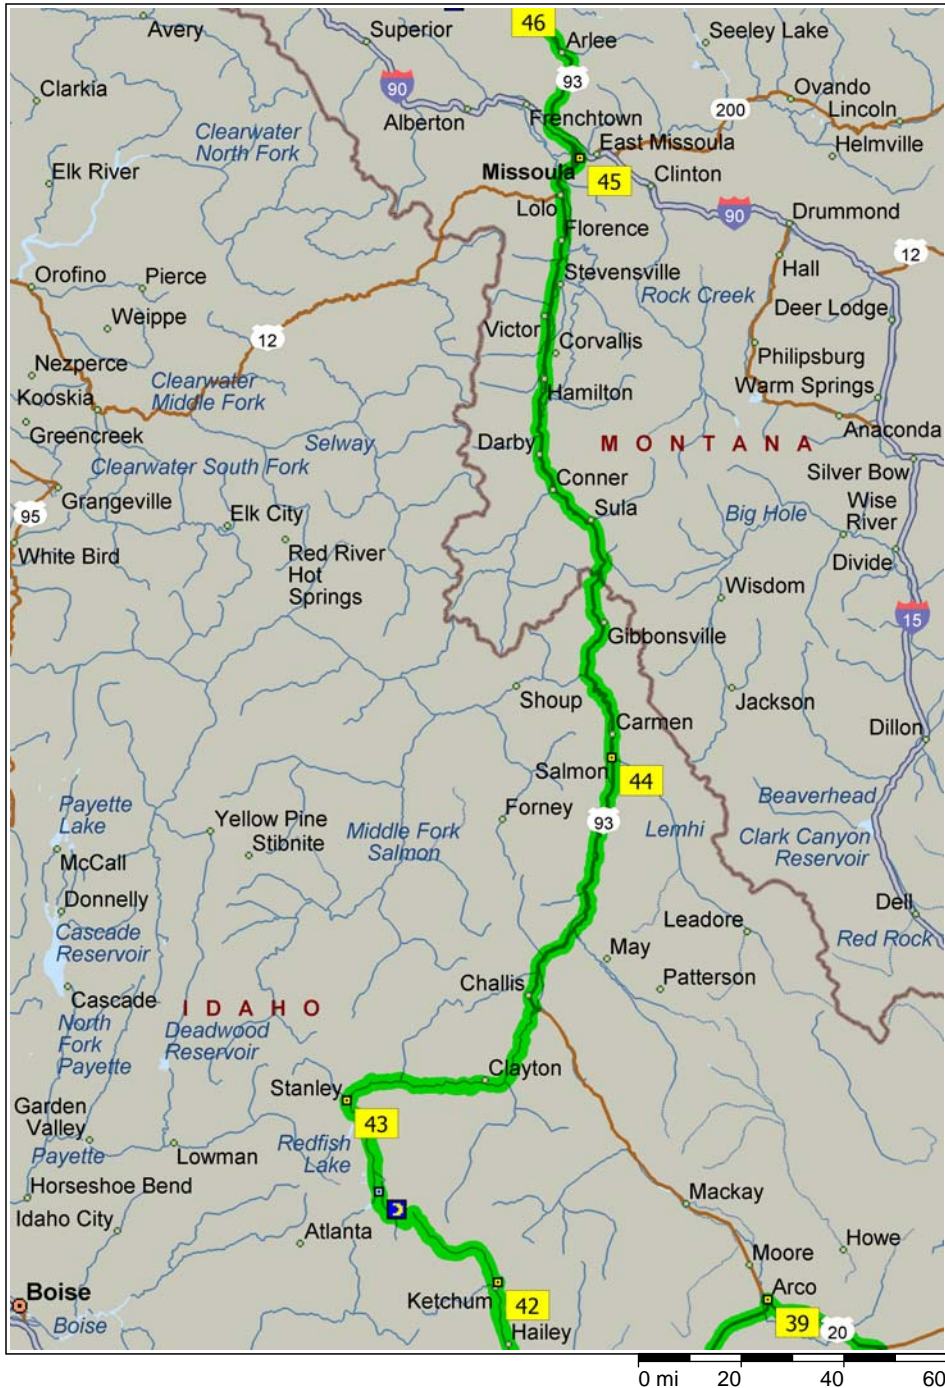 46
Avery
Superior
Arlee
Seeley Lake
93
90
Clarkia
Ovando
Lincoln
200
Alberton
Frenchtown
Clearwater
North Fork
East Missoula
Helmville
Elk River
Missoula
45
Clinton
Lolo
90
Drummond
Florence
12
Orofino
Pierce
Stevensville
Hall
Rock Creek
Deer Lodge
Weippe
Victor
12
Corvallis
Philipsburg
Nezperce
Clearwater
Middle Fork
Warm Springs
Kooskia
Hamilton
Greencreek
Selway
Darby
MONTANA
Anaconda
Clearwater South Fork
Silver Bow
Conner
Grangeville
Wise
River
95
Elk City
Sula
Big Hole
White Bird
Red River
Hot
Springs
Divide
Wisdom
15
Gibbonsville
Shoup
Jackson
Carmen
Dillon
Salmon
44
Payette
Lake
Forney
Beaverhead
Yellow Pine
Stibnite
Middle Fork
Salmon
93
Lemhi
Clark Canyon
Reservoir
McCall
Donnelly
Dell
Leadore
Cascade
Reservoir
May
Red Rock
Patterson
Challis
Cascade
IDAHO
North
Fork
Payette
Deadwood
Reservoir
Clayton
Stanley
Garden
Valley
43
Redfish
Lake
Payette
Lowman
Horseshoe Bend
Mackay
Idaho City
Atlanta
Howe
Moore
Boise
Arco
Ketchum
42
39
20
Boise
Hailey
0 mi 20 40 60